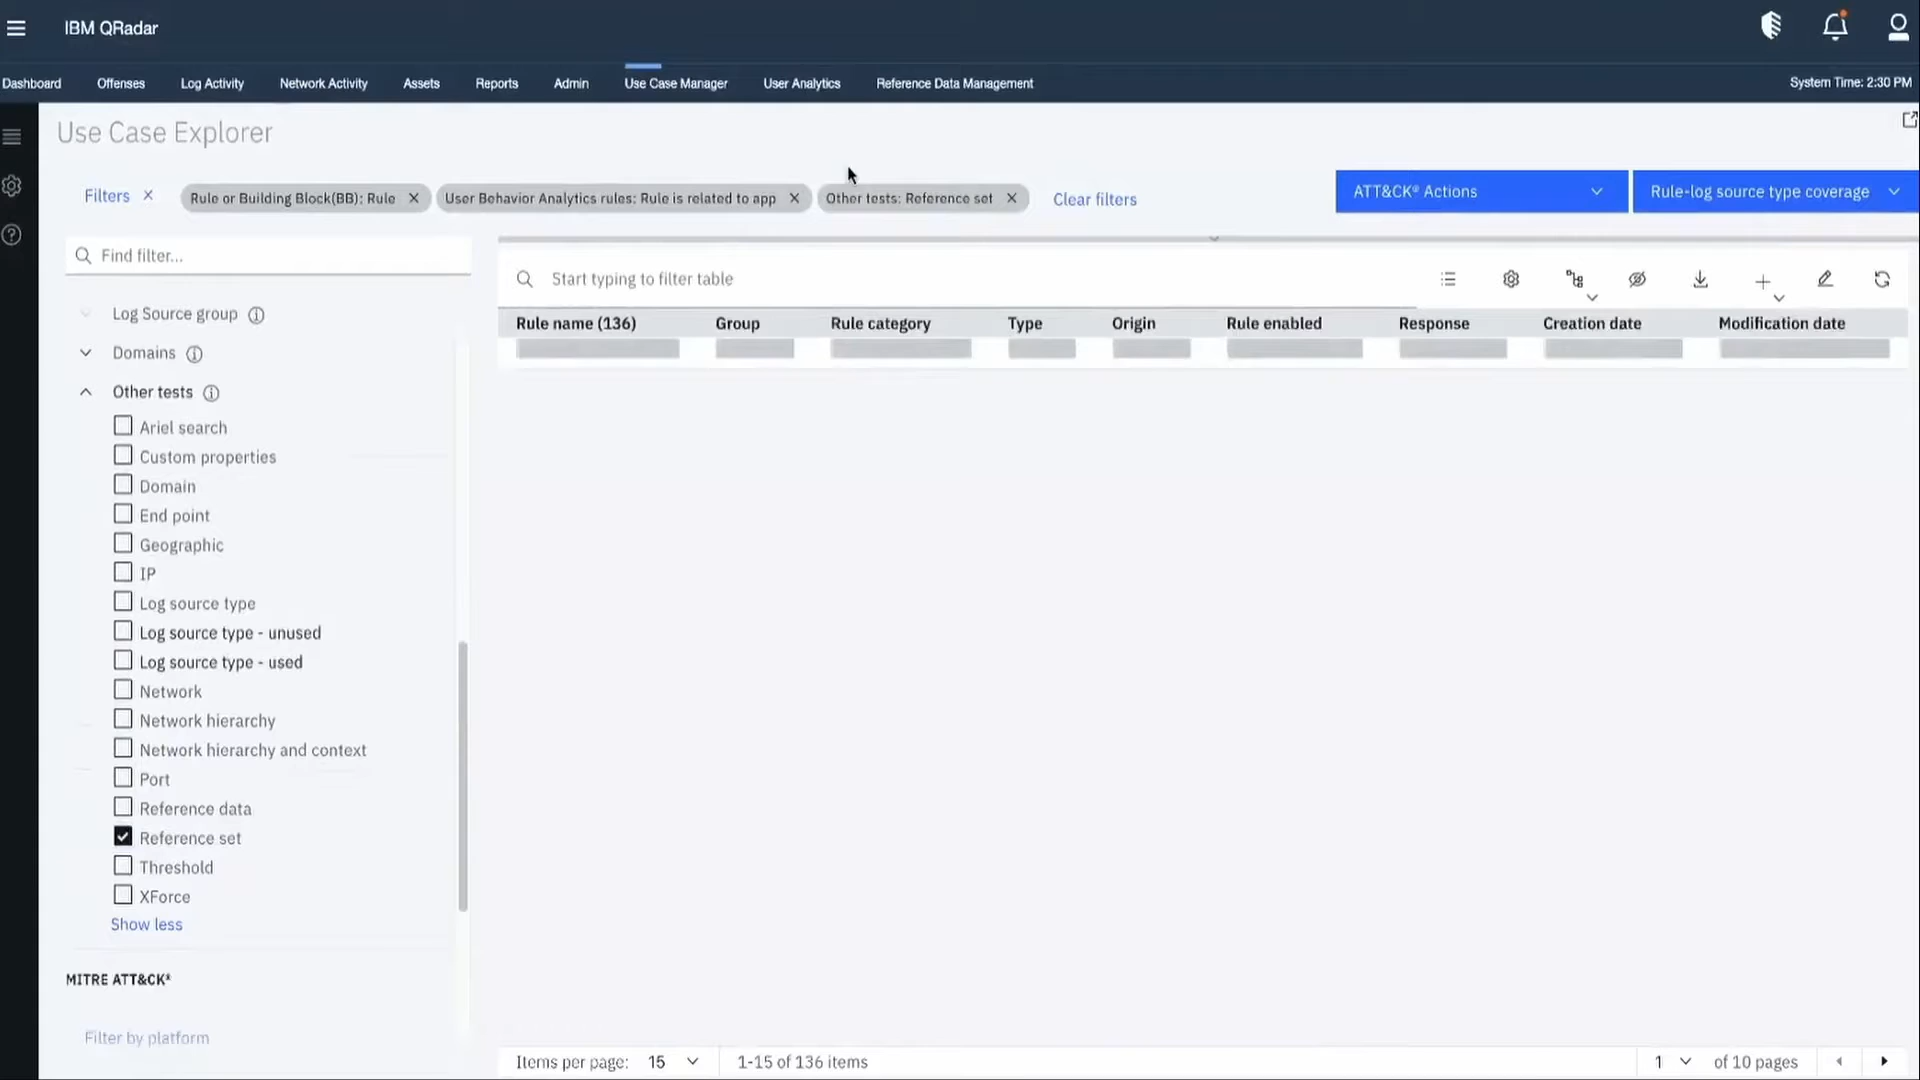 IBM QRadar
Dashboard Offenses Log Activity Network Activity Assets Reports Admin Use Case Manager User Analytics Reference Data Management System Time: 2:30 PM
Use Case Explorer
Filters Rule or Building Block(BB): Rule User Behavior Analytics rules: Rule is related to app Other tests: Reference set Clear filters ATT&CK® Actions Rule-log source type coverage
Find filter...
Start typing to filter table
Log Source group
Rule name (136) Group Rule category Type Origin Rule enabled Response Creation date Modification date
Domains
Other tests
Ariel search
Custom properties
Domain
End point
Geographic
IP
Log source type
Log source type - unused
Log source type - used
Network
Network hierarchy
Network hierarchy and context
Port
Reference data
Reference set
Threshold
XForce
Show less
MITRE ATT&CK®
Filter by platform
Items per page: 15 1-15 of 136 items 1 of 10 pages